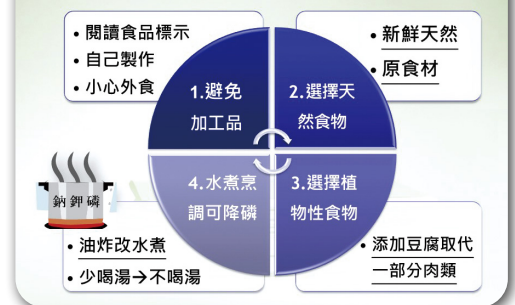 • 閱讀食品標示
• 自己製作
• 小心外食
1.避免
加工品
2.選擇天
然食物
• 新鮮天然
• 原食材
4.水煮烹
調可降磷
3.選擇植
物性食物
鈉鉀磷
• 油炸改水煮
• 少喝湯→不喝湯
• 添加豆腐取代
一部分肉類